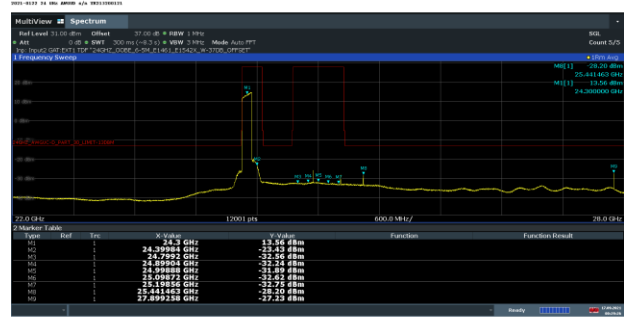 MultiView Spectrum
Ref Level 31.00 dBm Offset 37.00 dB RBW 1 MHz SGL
Att 0 dB SWT 300 ms (~8.3 s) VBW 3 MHz Mode Auto FFT Count 5/5
1 Frequency Sweep 1Rm Avg
M8[1] -28.20 dBm
25.441463 GHz
M1[1] 13.56 dBm
24.300000 GHz
M1
M2
M3 M4 M5 M6 M7
M8
M9
22.0 GHz 12001 pts 600.0 MHz/ 28.0 GHz
2 Marker Table
Type Ref Trc X-Value Y-Value Function Function Result
M1 1 24.3 GHz 13.56 dBm
M2 1 24.39984 GHz -23.43 dBm
M3 1 24.7992 GHz -32.56 dBm
M4 1 24.89904 GHz -32.24 dBm
M5 1 24.99888 GHz -31.89 dBm
M6 1 25.09872 GHz -32.62 dBm
M7 1 25.19856 GHz -32.75 dBm
M8 1 25.441463 GHz -28.20 dBm
M9 1 27.899258 GHz -27.23 dBm
Ready